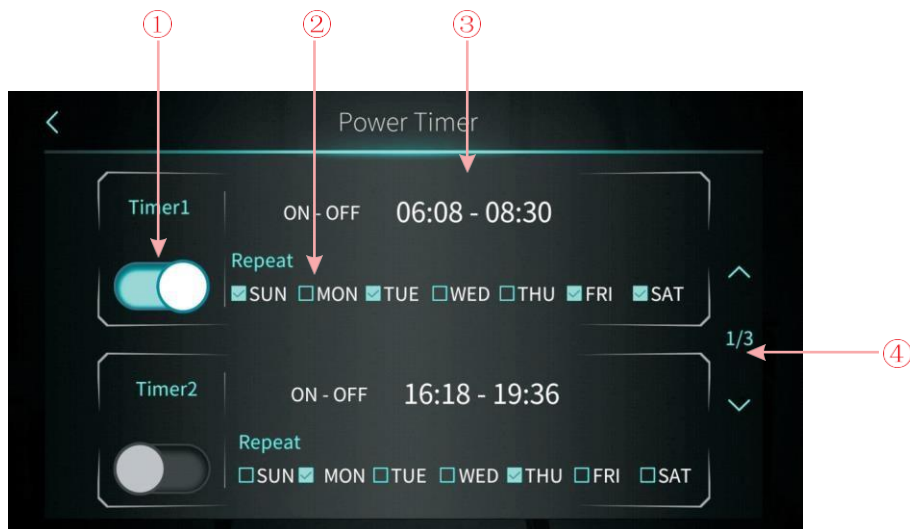 ① ② ③
Power Timer
Timer1 ON - OFF 06:08 - 08:30
Repeat
SUN MON TUE WED THU FRI SAT
1/3
④
Timer2 ON - OFF 16:18 - 19:36
Repeat
SUN MON TUE WED THU FRI SAT